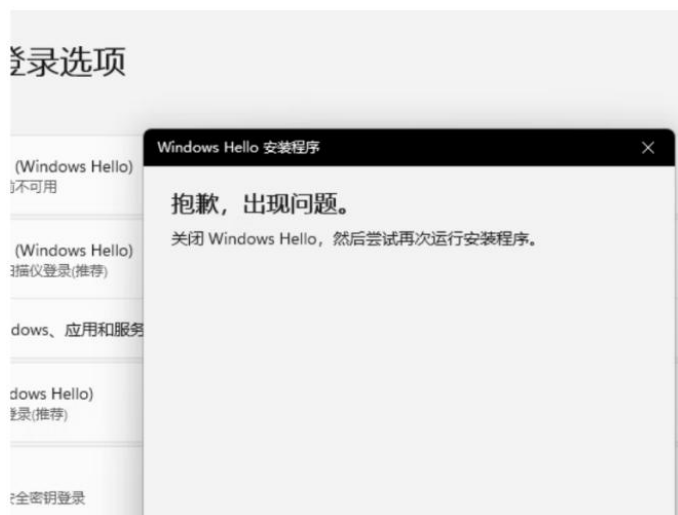 登录选项
Windows Hello 安装程序
(Windows Hello)
前不可用
抱歉，出现问题。
关闭 Windows Hello，然后尝试再次运行安装程序。
(Windows Hello)
扫描仪登录(推荐)
dows、应用和服务
dows Hello)
登录(推荐)
安全密钥登录